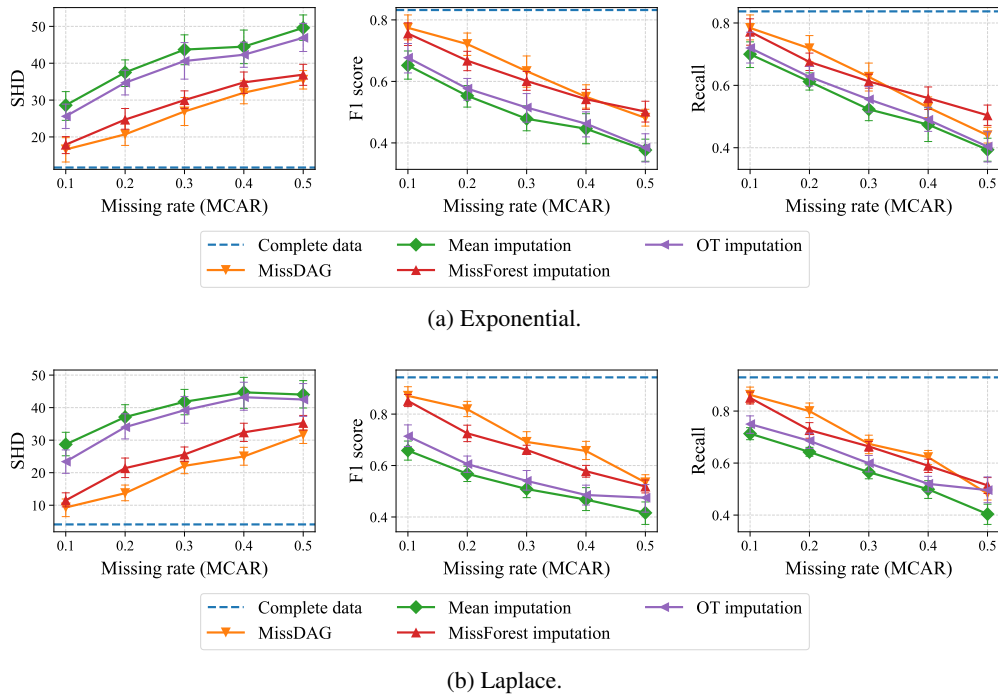 SHD
50
40
30
20
0.1 0.2 0.3 0.4 0.5
Missing rate (MCAR)
F1 score
0.8
0.6
0.4
0.1 0.2 0.3 0.4 0.5
Missing rate (MCAR)
Recall
0.8
0.6
0.4
0.1 0.2 0.3 0.4 0.5
Missing rate (MCAR)
Complete data Mean imputation OT imputation
MissDAG MissForest imputation
(a) Exponential.
SHD
50
40
30
20
10
0.1 0.2 0.3 0.4 0.5
Missing rate (MCAR)
F1 score
0.8
0.6
0.4
0.1 0.2 0.3 0.4 0.5
Missing rate (MCAR)
Recall
0.8
0.6
0.4
0.1 0.2 0.3 0.4 0.5
Missing rate (MCAR)
Complete data Mean imputation OT imputation
MissDAG MissForest imputation
(b) Laplace.